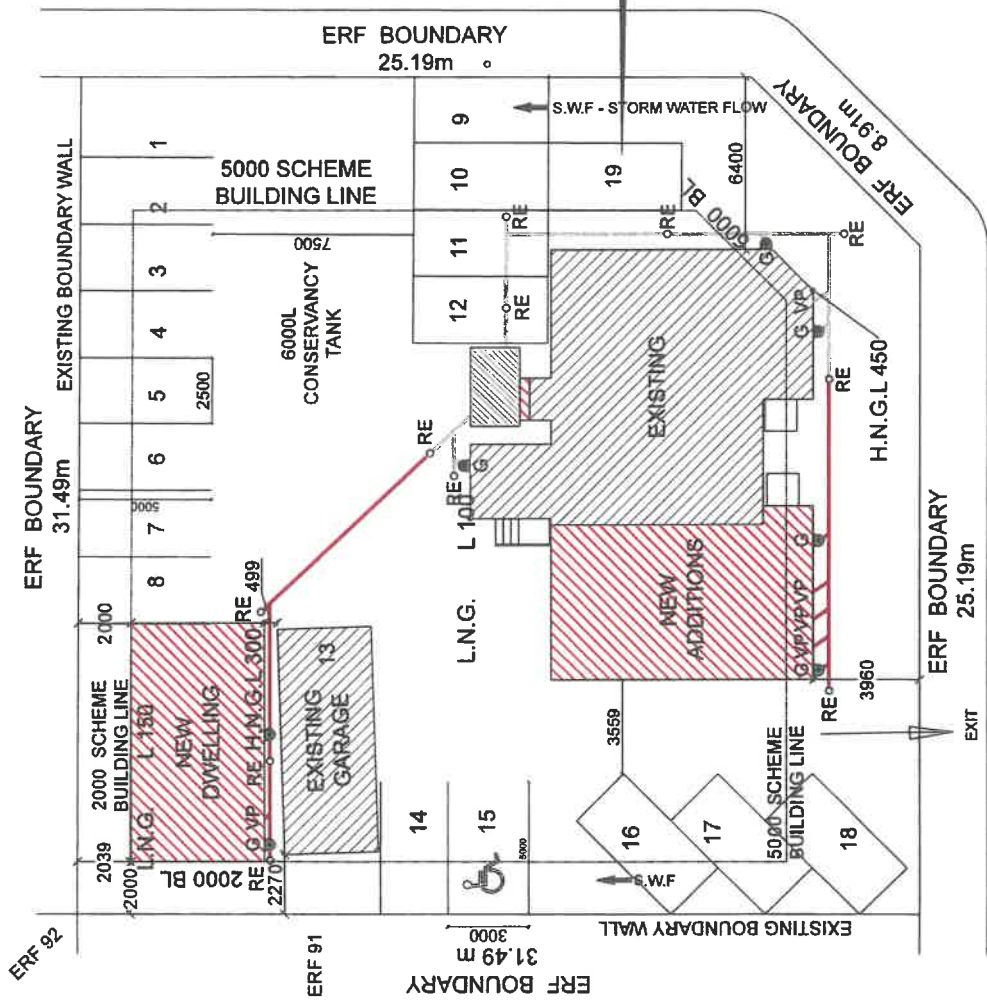 ERF BOUNDARY
25.19m
ERF BOUNDARY
31.49m
EXISTING BOUNDARY WALL
1
2
3
4
5
6
7
8
5000 SCHEME
BUILDING LINE
9
S.W.F - STORM WATER FLOW
10
19
11
12
RE
RE
RE
RE
7500
2500
5000
6000L
CONSERVANCY
TANK
6400
5000 BL
ERF BOUNDARY
8.91m
G
G VP
RE
H.N.G.L 450
EXISTING
RE
RE
G
L 100
L.N.G.
499
RE
2000
2000 SCHEME
BUILDING LINE
L.N.G. L 150
NEW
DWELLING
G VP RE H.N.G.L 300
RE
2039
2000
2000 BL
2270
EXISTING 13
GARAGE
14
15
5000
3000
16
17
18
3559
5000 SCHEME
BUILDING LINE
S.W.F
EXISTING BOUNDARY WALL
NEW
ADDITIONS
G VPVPVP G
RE
3960
EXIT
ERF BOUNDARY
25.19m
ERF 92
ERF 91
31.49 m
ERF BOUNDARY